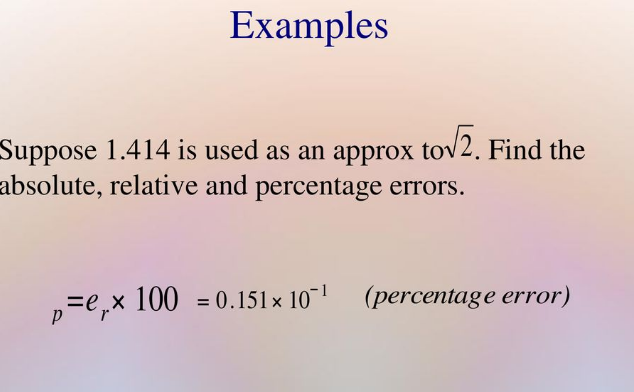 Examples
Suppose 1.414 is used as an approx to√2. Find the
absolute, relative and percentage errors.
p=eᵣ× 100 = 0.151× 10⁻¹ (percentage error)